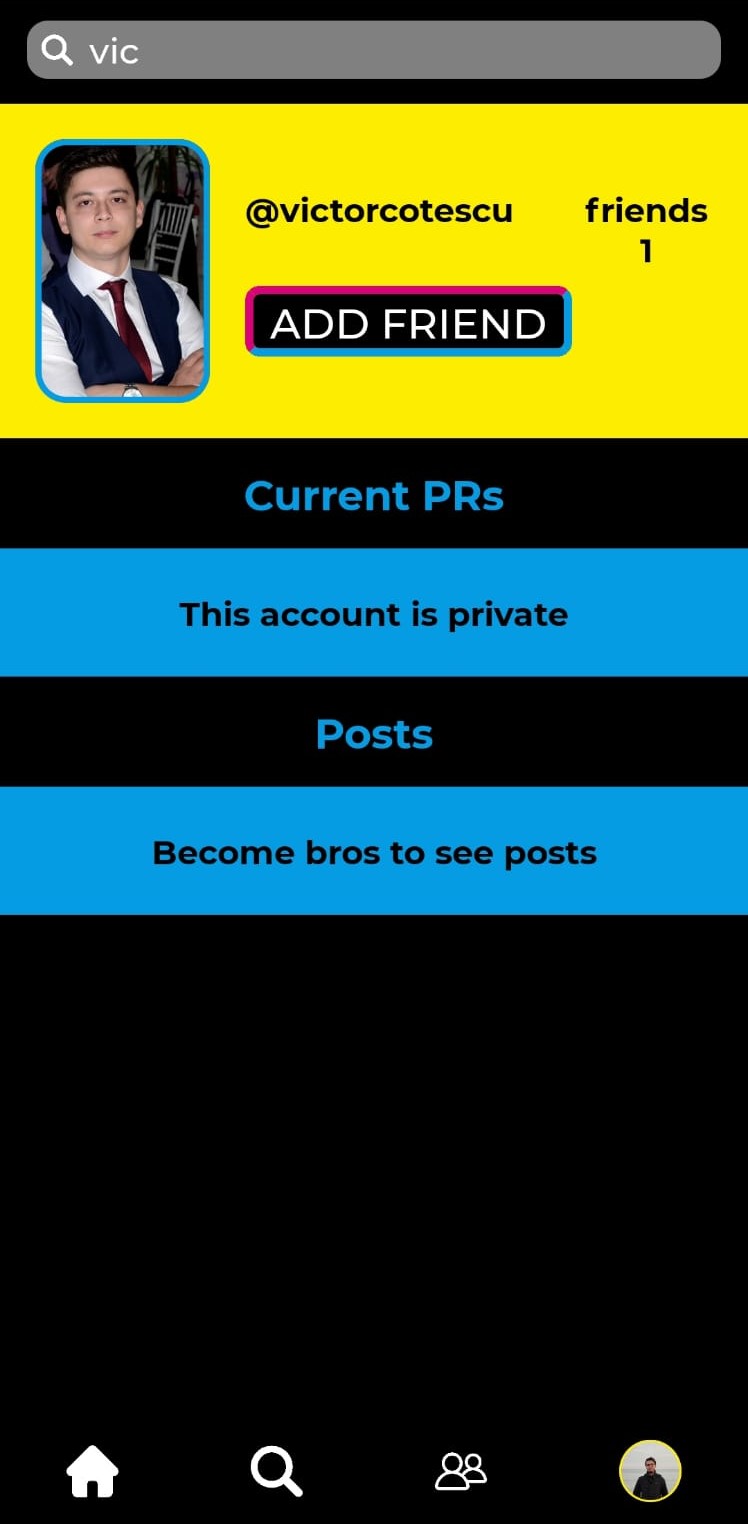 vic
@victorcotescu
friends
1
ADD FRIEND
Current PRs
This account is private
Posts
Become bros to see posts